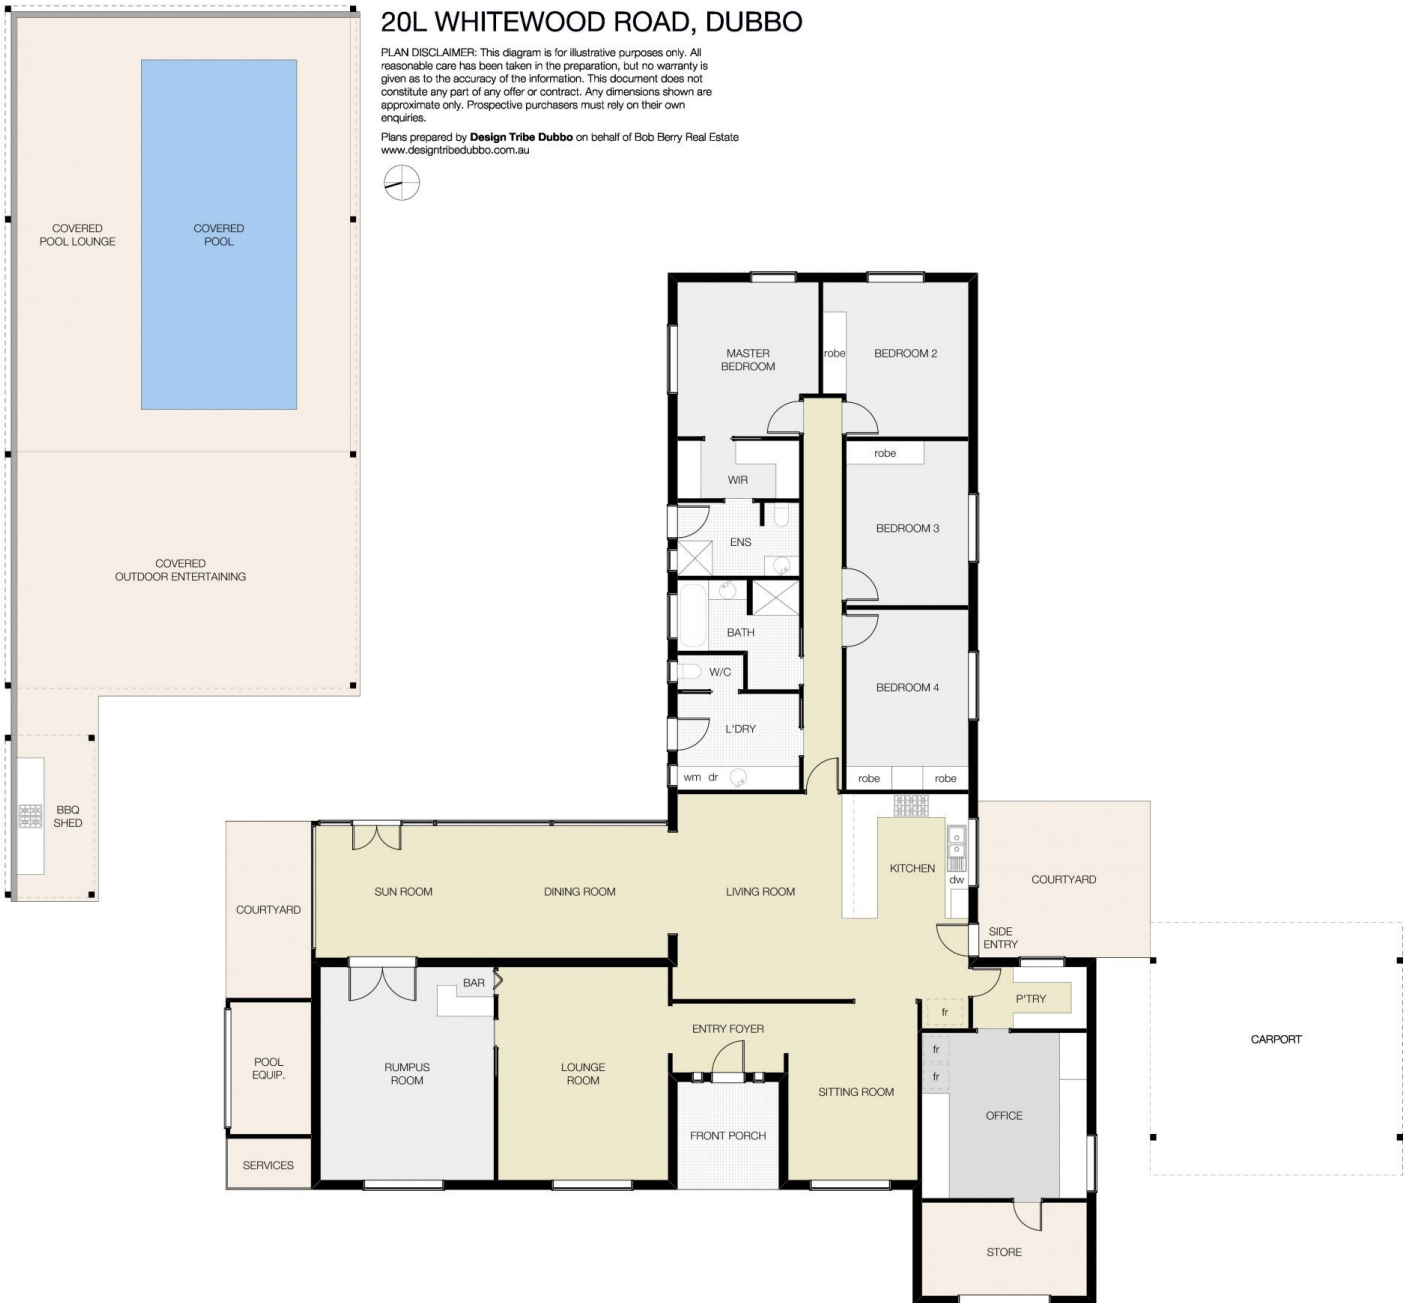 20L WHITEWOOD ROAD, DUBBO
PLAN DISCLAIMER: This diagram is for illustrative purposes only. All
reasonable care has been taken in the preparation, but no warranty is
given as to the accuracy of the information. This document does not
constitute any part of any offer or contract. Any dimensions shown are
approximate only. Prospective purchasers must rely on their own
enquiries.
Plans prepared by Design Tribe Dubbo on behalf of Bob Berry Real Estate
www.designtribedubbo.com.au
COVERED
POOL LOUNGE
COVERED
POOL
COVERED
OUTDOOR ENTERTAINING
BBQ
SHED
MASTER
BEDROOM
robe
BEDROOM 2
robe
WIR
BEDROOM 3
ENS
BATH
W/C
BEDROOM 4
L'DRY
wm dr
robe
robe
SUN ROOM
DINING ROOM
LIVING ROOM
KITCHEN
dw
COURTYARD
COURTYARD
SIDE
ENTRY
BAR
P'TRY
fr
ENTRY FOYER
fr
fr
CARPORT
POOL
EQUIP.
RUMPUS
ROOM
LOUNGE
ROOM
SITTING ROOM
OFFICE
FRONT PORCH
SERVICES
STORE